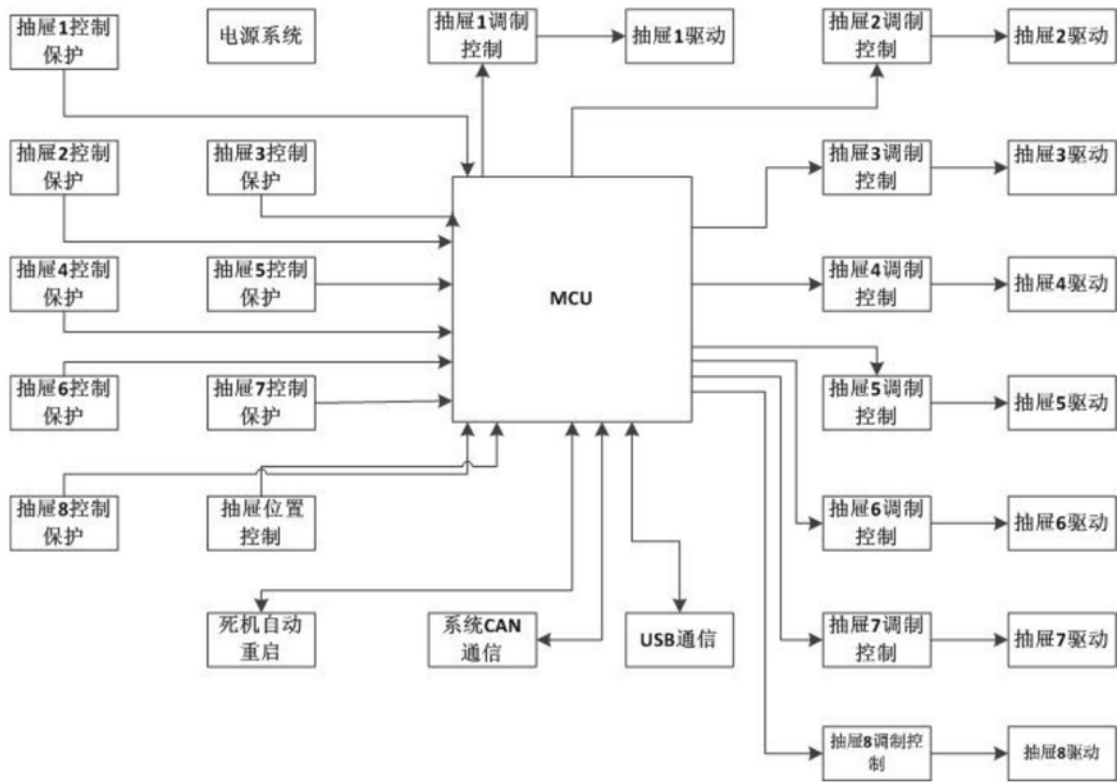 抽屉1控制
保护
电源系统
抽屉1调制
控制
抽屉1驱动
抽屉2调制
控制
抽屉2驱动
抽屉2控制
保护
抽屉3控制
保护
抽屉3调制
控制
抽屉3驱动
抽屉4控制
保护
抽屉5控制
保护
MCU
抽屉4调制
控制
抽屉4驱动
抽屉6控制
保护
抽屉7控制
保护
抽屉5调制
控制
抽屉5驱动
抽屉8控制
保护
抽屉位置
控制
抽屉6调制
控制
抽屉6驱动
死机自动
重启
系统CAN
通信
USB通信
抽屉7调制
控制
抽屉7驱动
抽屉8调制控
制
抽屉8驱动